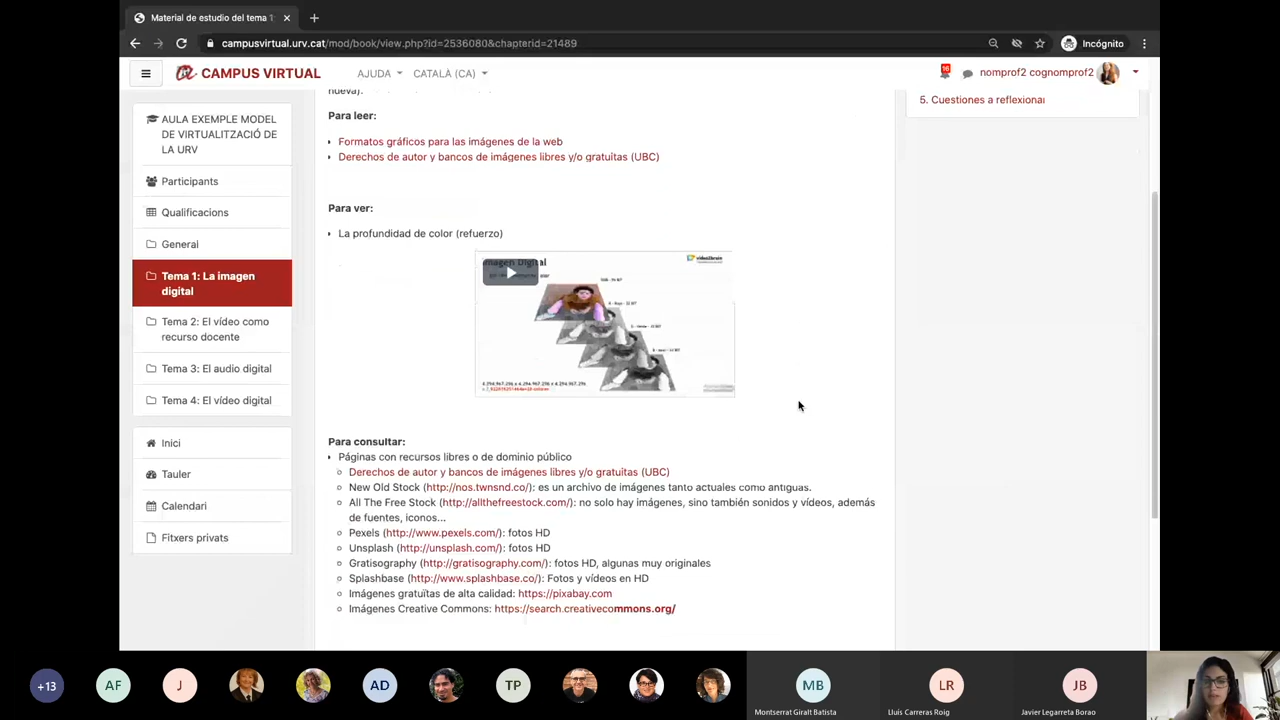 Material de estudio del tema 1:
campusvirtual.urv.cat/mod/book/view.php?id=2536080&chapterid=21489
Incógnito
CAMPUS VIRTUAL
AJUDA
CATALÀ (CA)
16
nomprof2 cognomprof2
AULA EXEMPLE MODEL
DE VIRTUALITZACIÓ DE
LA URV
Participants
Qualificacions
General
Tema 1: La imagen
digital
Tema 2: El vídeo como
recurso docente
Tema 3: El audio digital
Tema 4: El vídeo digital
Inici
Tauler
Calendari
Fitxers privats
nueva).
Para leer:
Formatos gráficos para las imágenes de la web
Derechos de autor y bancos de imágenes libres y/o gratuitas (UBC)
Para ver:
La profundidad de color (refuerzo)
Imagen Digital
video2brain
Para consultar:
Páginas con recursos libres o de dominio público
Derechos de autor y bancos de imágenes libres y/o gratuitas (UBC)
New Old Stock (http://nos.twnsnd.co/): es un archivo de imágenes tanto actuales como antiguas.
All The Free Stock (http://allthefreestock.com/): no solo hay imágenes, sino también sonidos y vídeos, además
de fuentes, iconos...
Pexels (http://www.pexels.com/): fotos HD
Unsplash (http://unsplash.com/): fotos HD
Gratisography (http://gratisography.com/): fotos HD, algunas muy originales
Splashbase (http://www.splashbase.co/): Fotos y vídeos en HD
Imágenes gratuïtas de alta calidad: https://pixabay.com
Imágenes Creative Commons: https://search.creativecommons.org/
5. Cuestiones a reflexionar
+13
AF
J
AD
TP
MB
LR
JB
Montserrat Giralt Batista
Lluís Carreras Roig
Javier Legarreta Borao